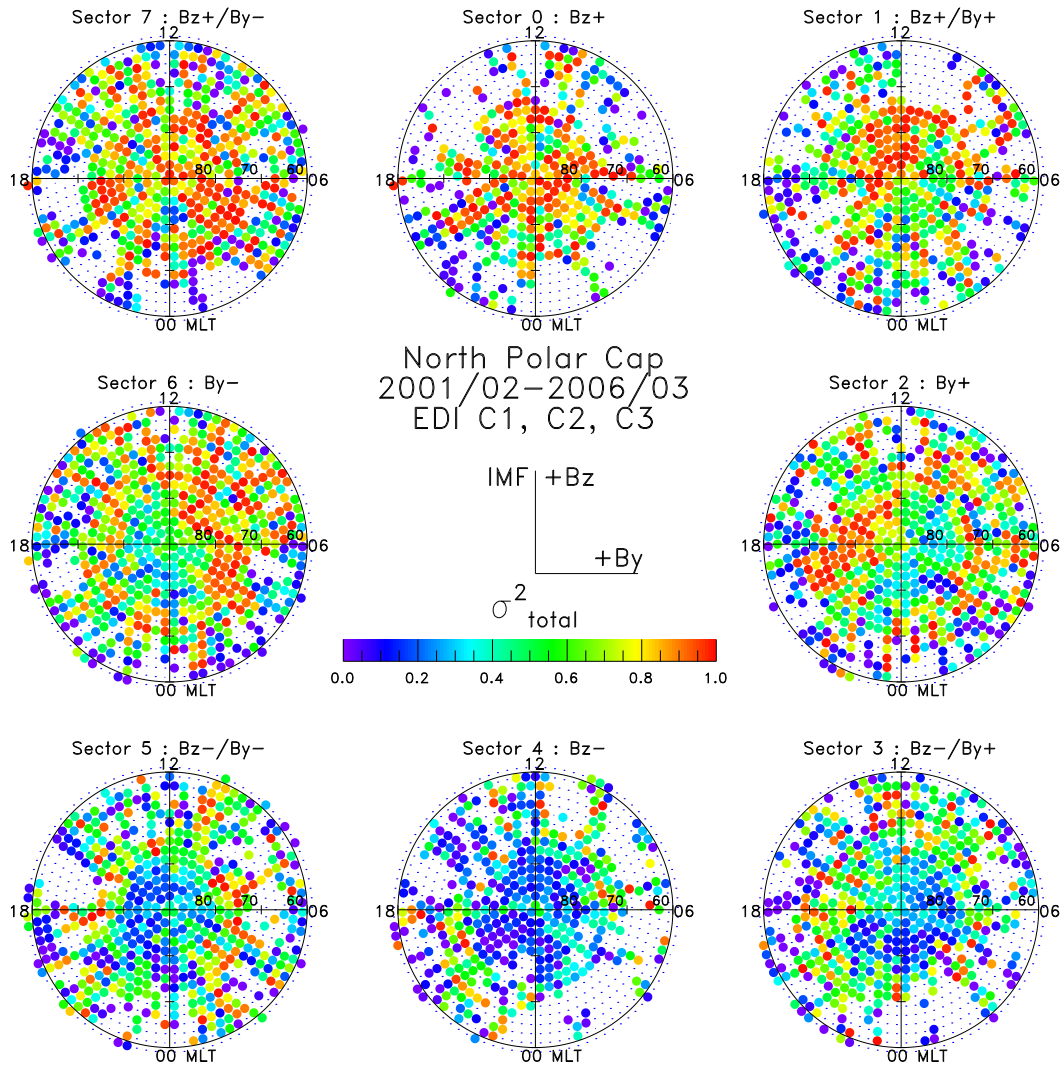 Sector 7 : Bz+/By-
12
80 70 60
18 06
00 MLT
Sector 0 : Bz+
12
80 70 60
18 06
00 MLT
Sector 1 : Bz+/By+
12
80 70 60
18 06
00 MLT
North Polar Cap
2001/02-2006/03
EDI C1, C2, C3
Sector 6 : By-
12
80 70 60
18 06
00 MLT
IMF +Bz
+By
Sector 2 : By+
12
80 70 60
18 06
00 MLT
σ² total
0.0 0.2 0.4 0.6 0.8 1.0
Sector 5 : Bz-/By-
12
80 70 60
18 06
00 MLT
Sector 4 : Bz-
12
80 70 60
18 06
00 MLT
Sector 3 : Bz-/By+
12
80 70 60
18 06
00 MLT